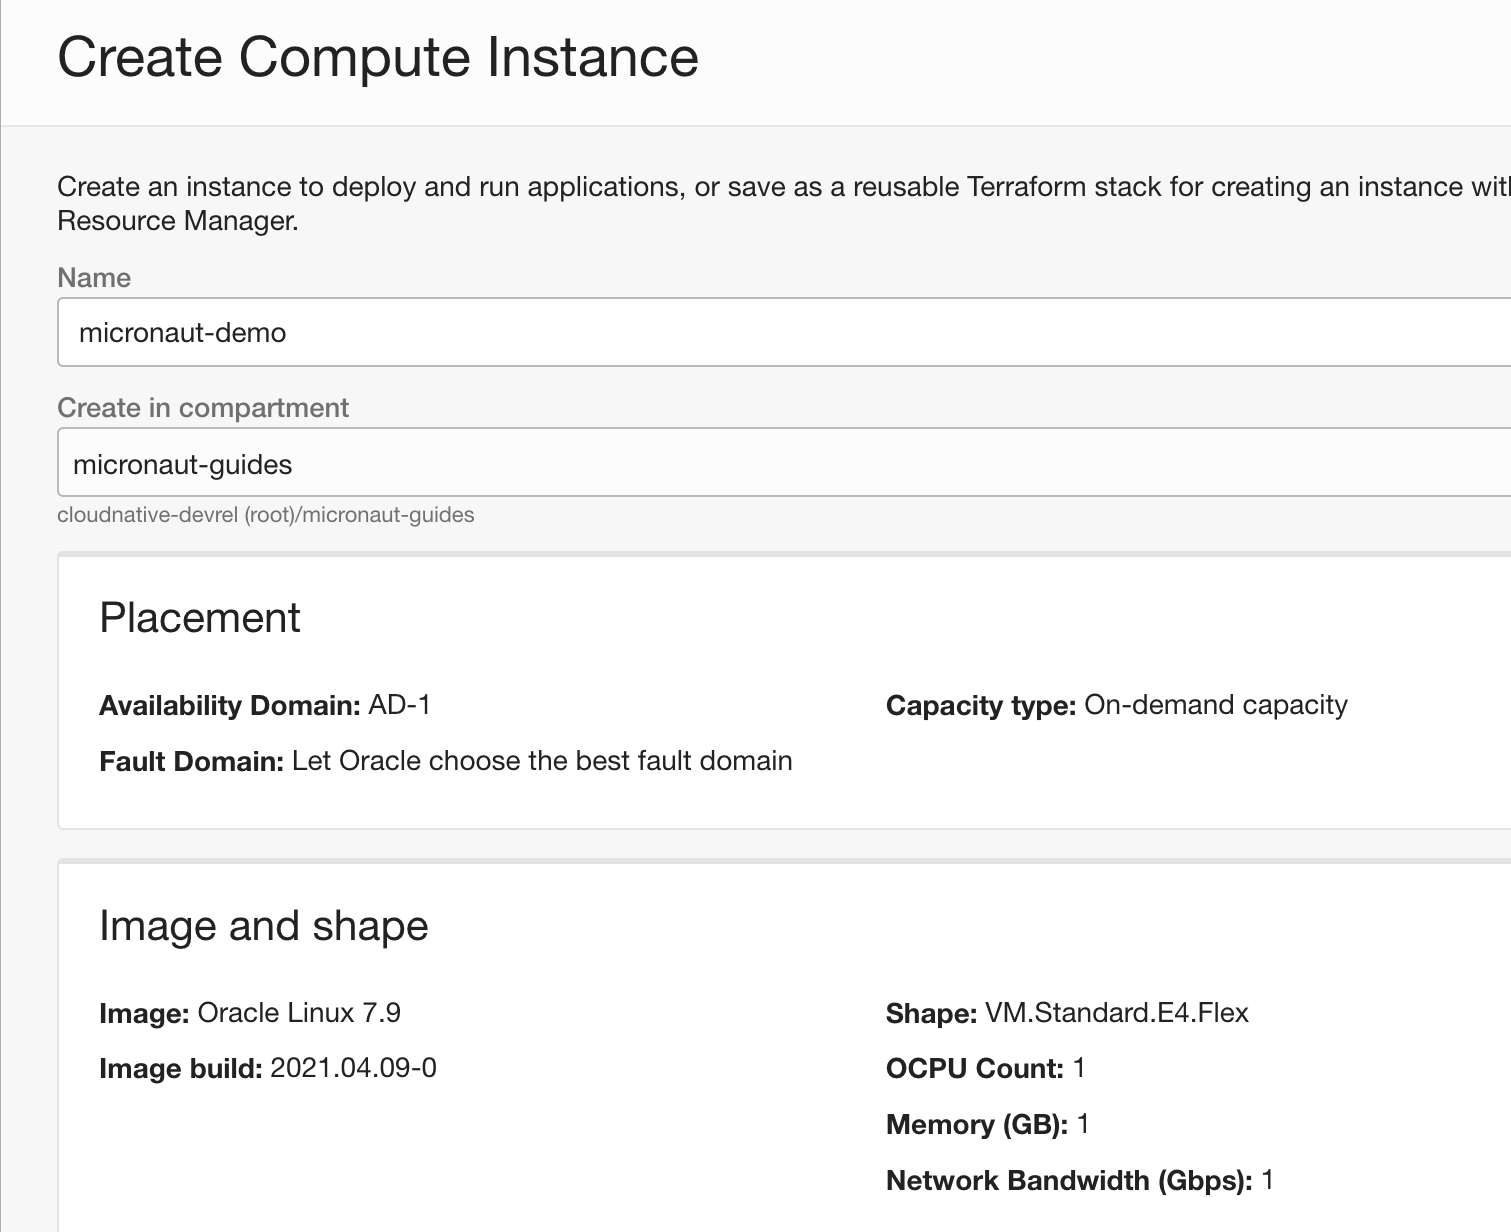 Create Compute Instance
Create an instance to deploy and run applications, or save as a reusable Terraform stack for creating an instance
Resource Manager.
Name
micronaut-demo
Create in compartment
micronaut-guides
cloudnative-devrel (root)/micronaut-guides
Placement
Availability Domain: AD-1
Capacity type: On-demand capacity
Fault Domain: Let Oracle choose the best fault domain
Image and shape
Image: Oracle Linux 7.9
Shape: VM.Standard.E4.Flex
Image build: 2021.04.09-0
OCPU Count: 1
Memory (GB): 1
Network Bandwidth (Gbps): 1